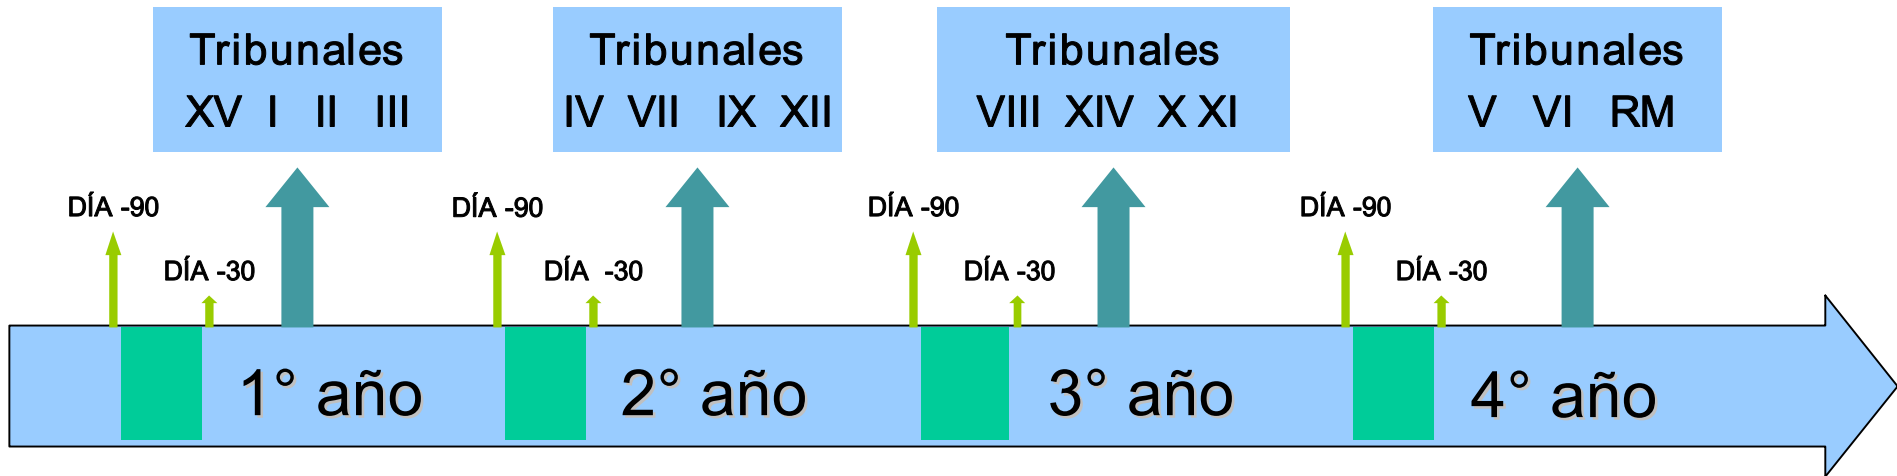 Tribunales
XV I II III
Tribunales
IV VII IX XII
Tribunales
VIII XIV X XI
Tribunales
V VI RM
DÍA -90
DÍA -30
DÍA -90
DÍA -30
DÍA -90
DÍA -30
DÍA -90
DÍA -30
1° año
2° año
3° año
4° año